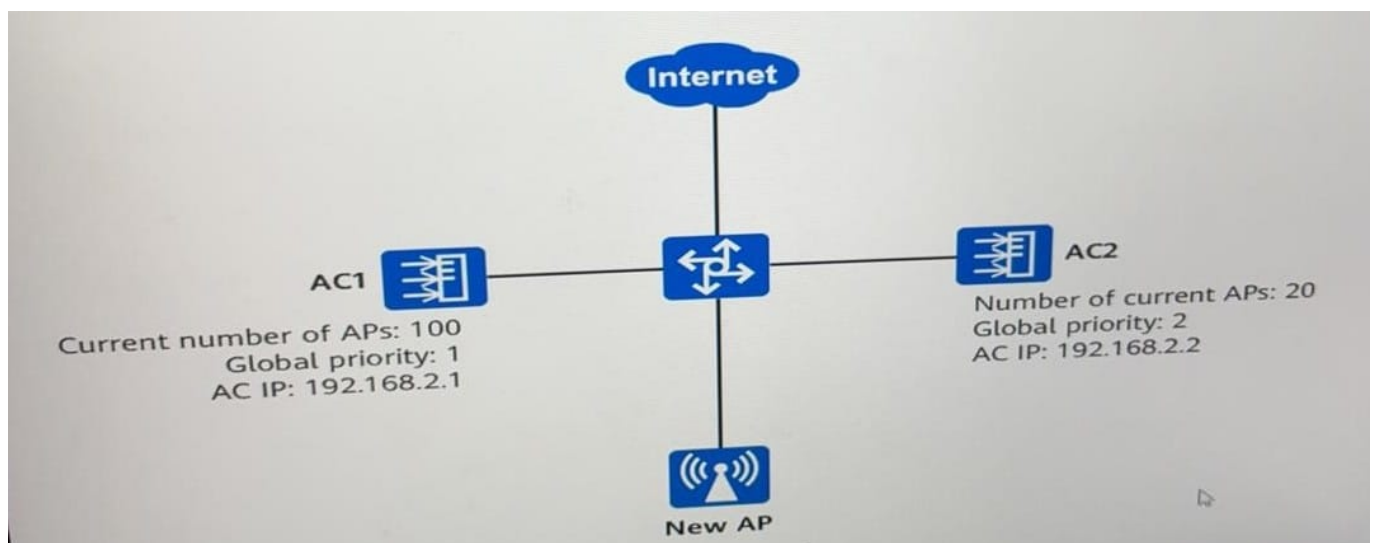 Internet
AC1
Current number of APs: 100
Global priority: 1
AC IP: 192.168.2.1
AC2
Number of current APs: 20
Global priority: 2
AC IP: 192.168.2.2
New AP